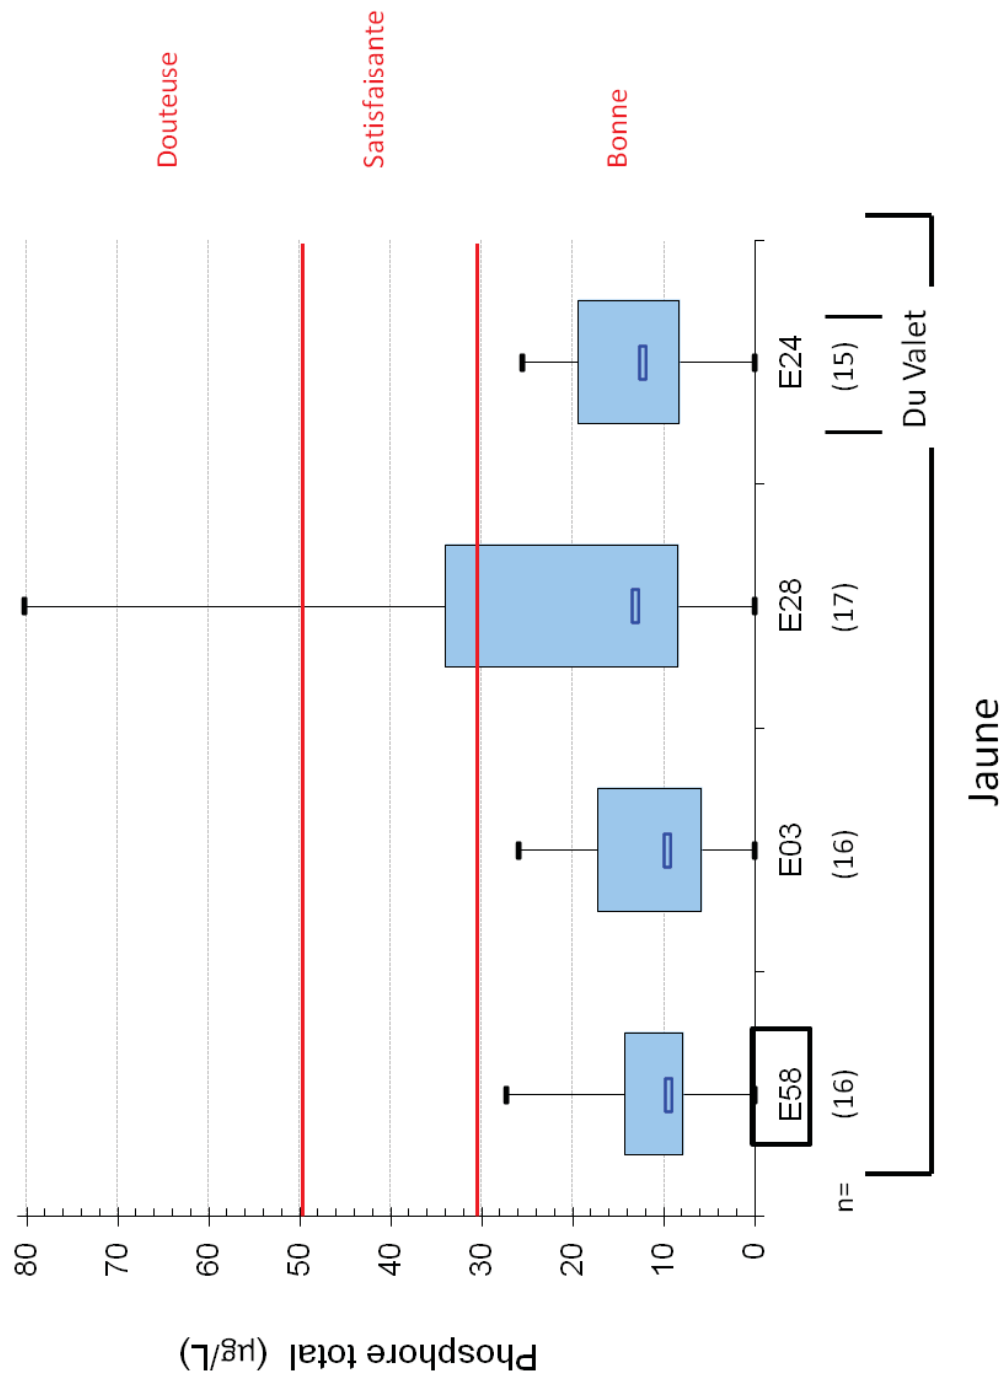 Phosphore total (µg/L)
80
70
60
50
40
30
20
10
0
Douteuse
Satisfaisante
Bonne
E58
E03
E28
E24
n=
(16)
(16)
(17)
(15)
Du Valet
Jaune